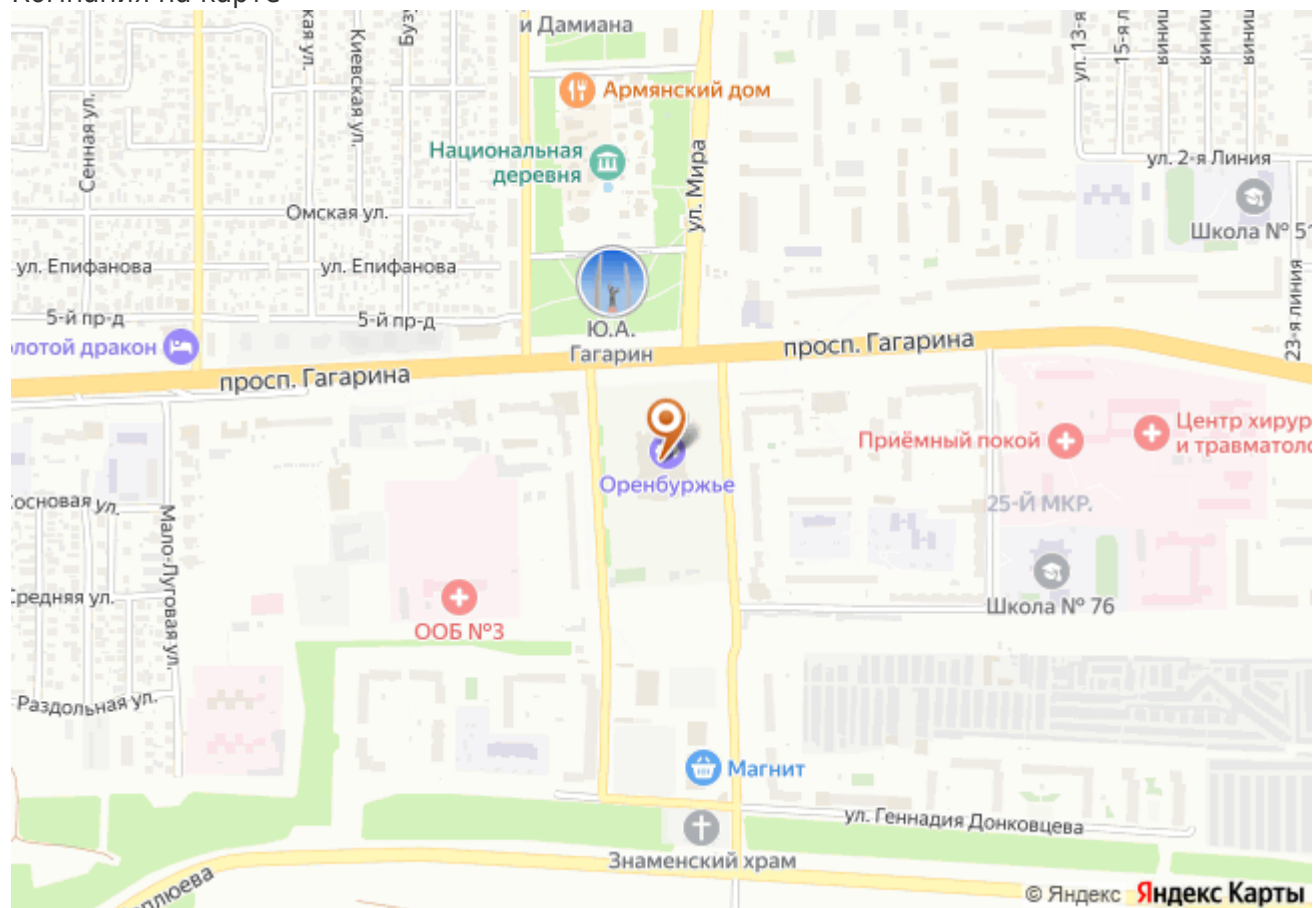 и Дамиана
Киевская ул.
Сенная ул.
Армянский дом
Национальная
деревня
ул. Мира
ул. 13-я
15-я л
ул. 2-я Линия
Школа № 51
Омская ул.
ул. Епифанова
ул. Епифанова
5-й пр-д
5-й пр-д
Ю.А.
Гагарин
23-я линия
олотой дракон
просп. Гагарина
просп. Гагарина
Приёмный покой
Центр хирур
и травматоло
Оренбуржье
25-Й МКР.
основая ул.
Мало-Луговая ул.
Средняя ул.
ООБ №3
Школа № 76
Раздольная ул.
Магнит
ул. Геннадия Донковцева
Знаменский храм
плюева
© Яндекс Яндекс Карты